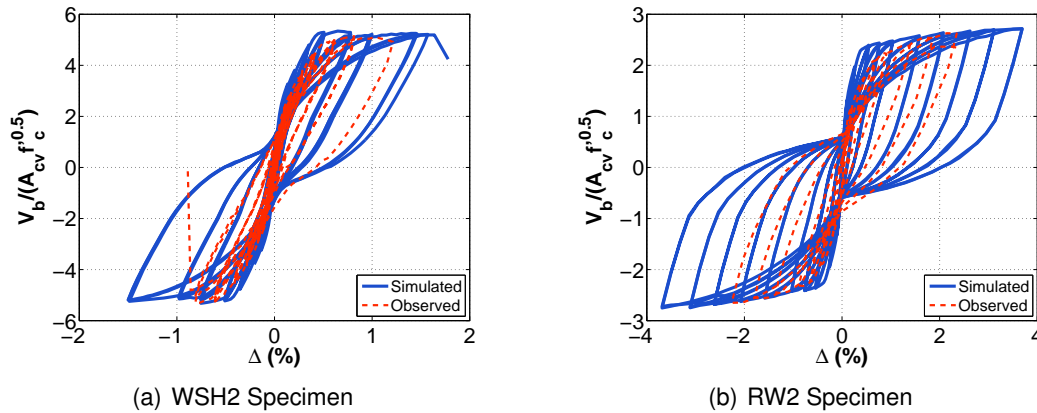 6
4
2
0
−2
−4
−6
−2
−1
0
1
2
V_b/(A_cv f'_c^0.5)
Δ (%)
Simulated
Observed
(a) WSH2 Specimen
3
2
1
0
−1
−2
−3
−4
−2
0
2
4
V_b/(A_cv f'_c^0.5)
Δ (%)
Simulated
Observed
(b) RW2 Specimen